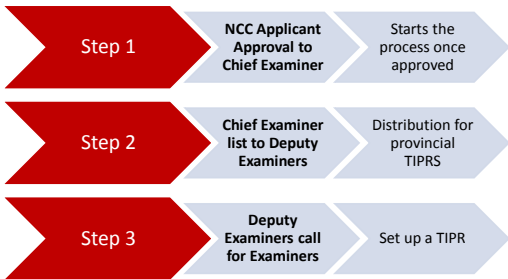 Step 1
NCC Applicant
Approval to
Chief Examiner
Starts the
process once
approved
Step 2
Chief Examiner
list to Deputy
Examiners
Distribution for
provincial
TIPRS
Step 3
Deputy
Examiners call
for Examiners
Set up a TIPR